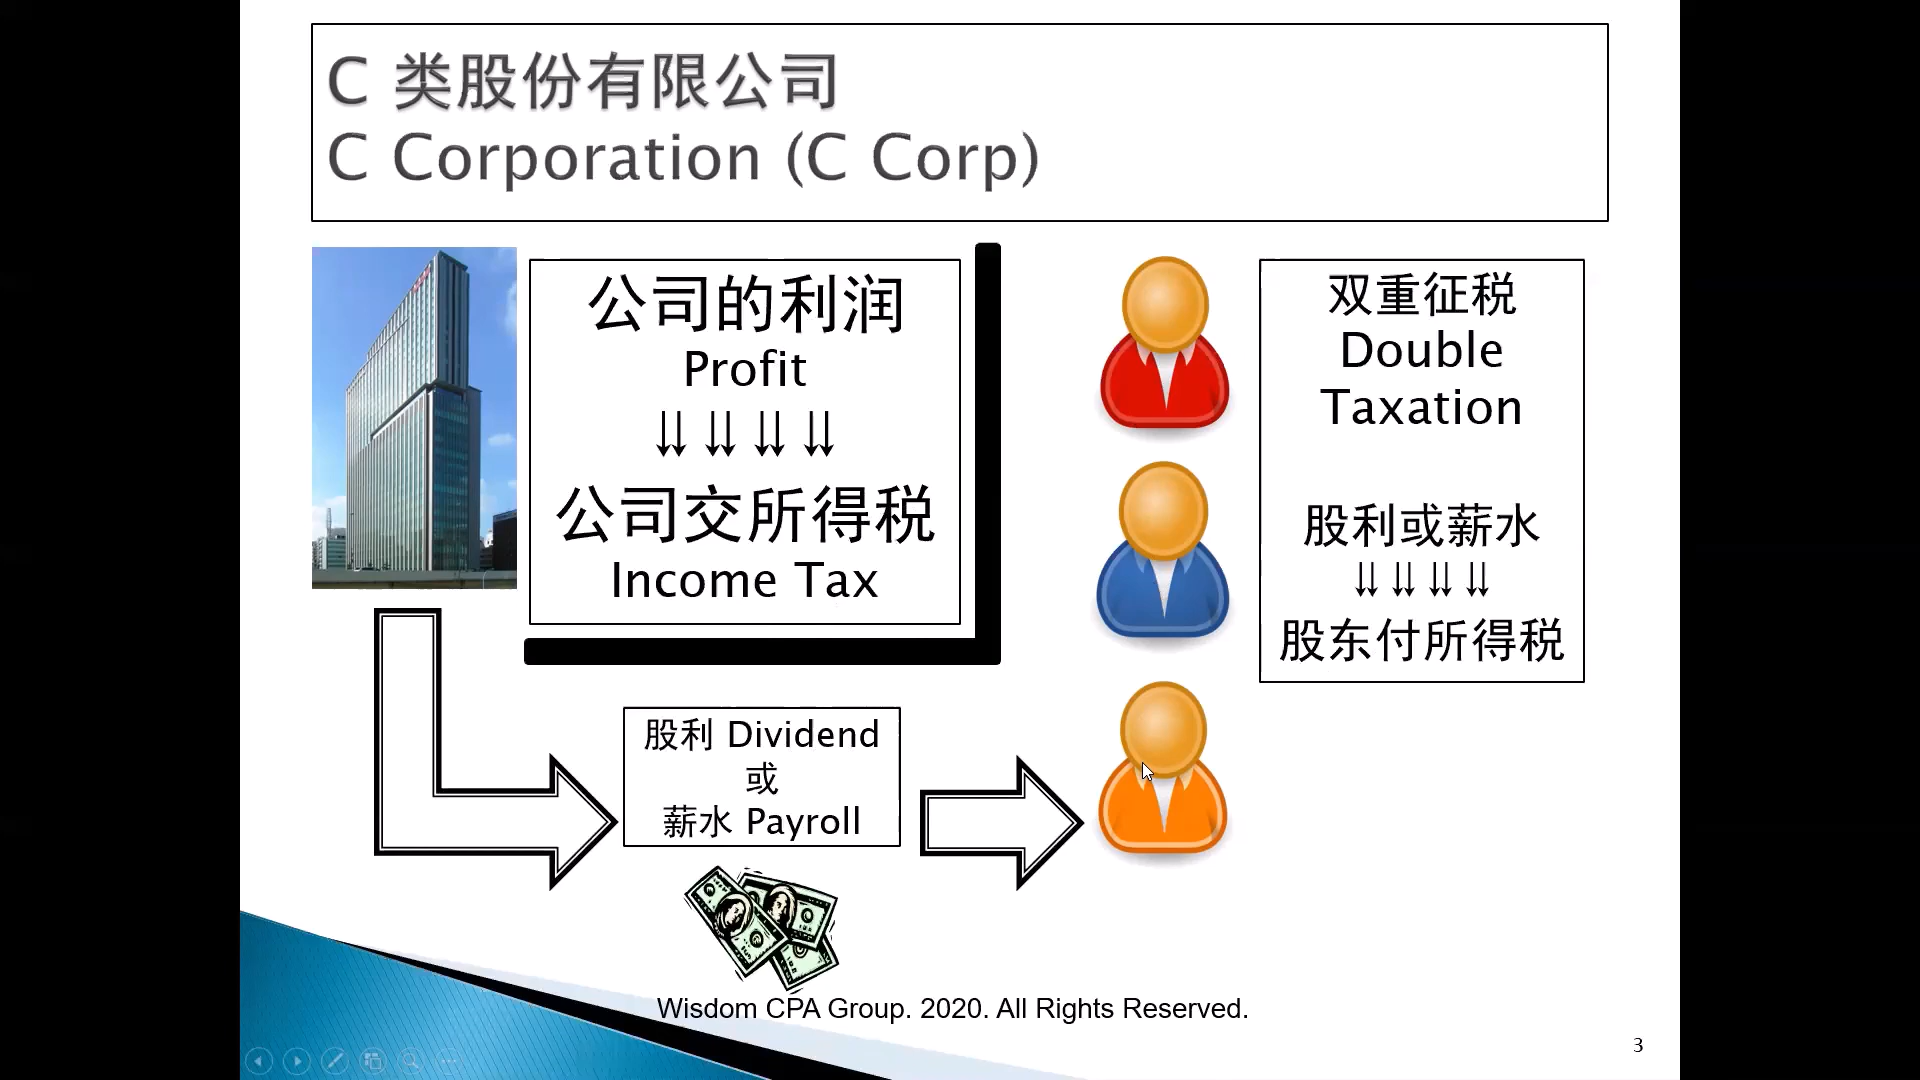 C 类股份有限公司
C Corporation (C Corp)
公司的利润
Profit
⇊ ⇊ ⇊ ⇊
公司交所得税
Income Tax
双重征税
Double
Taxation
股利或薪水
⇊ ⇊ ⇊ ⇊
股东付所得税
股利 Dividend
或
薪水 Payroll
Wisdom CPA Group. 2020. All Rights Reserved.
3